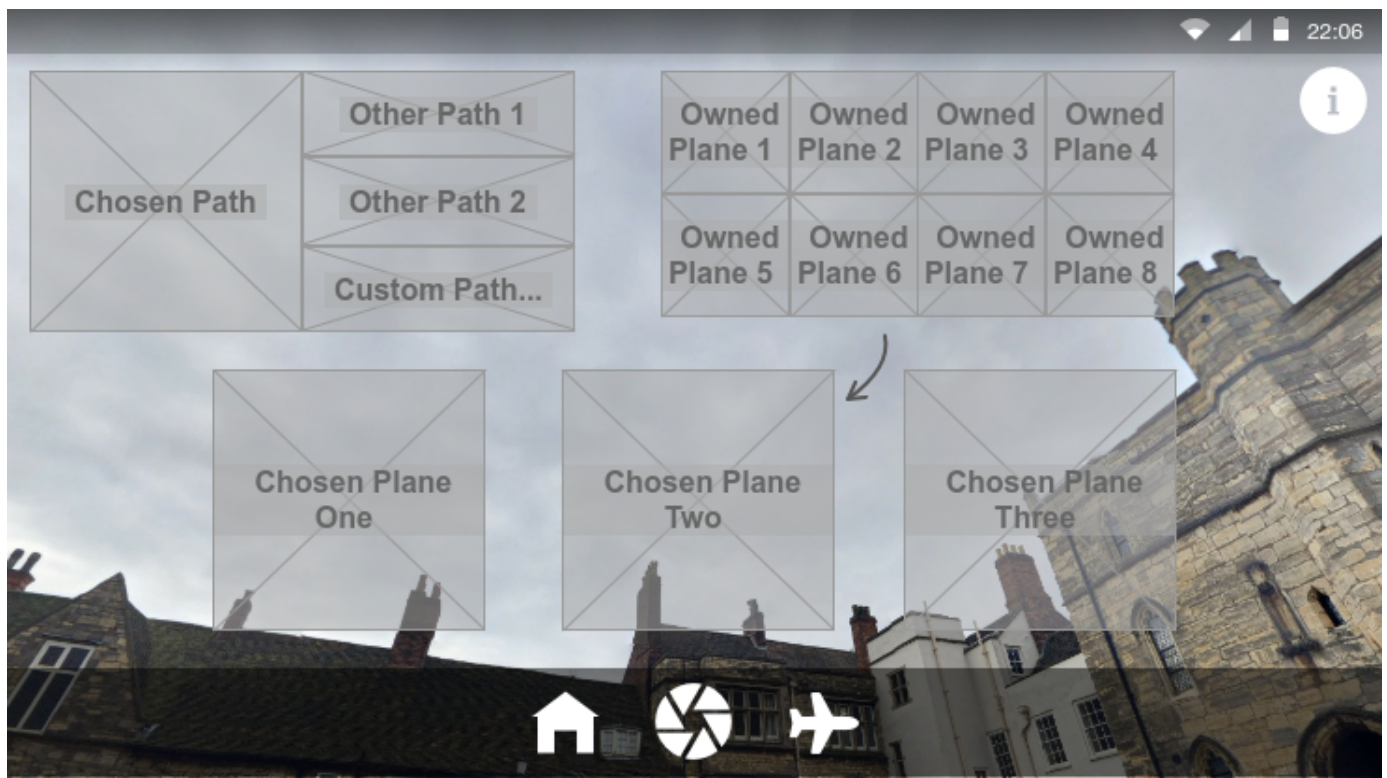 22:06
i
Chosen Path
Other Path 1
Other Path 2
Custom Path...
Owned
Plane 1
Owned
Plane 2
Owned
Plane 3
Owned
Plane 4
Owned
Plane 5
Owned
Plane 6
Owned
Plane 7
Owned
Plane 8
Chosen Plane
One
Chosen Plane
Two
Chosen Plane
Three